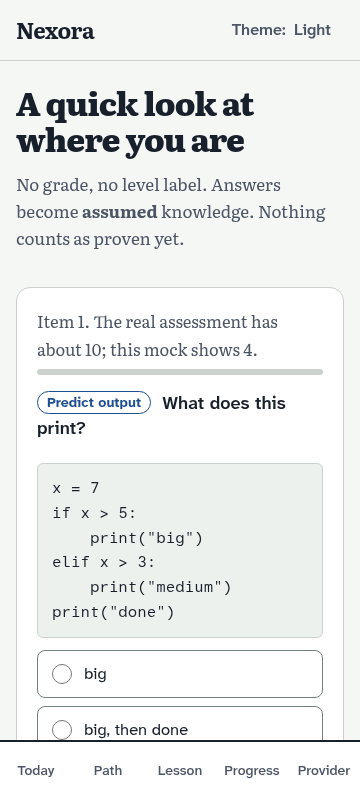 Nexora
Theme: Light
A quick look at
where you are
No grade, no level label. Answers
become assumed knowledge. Nothing
counts as proven yet.
Item 1. The real assessment has
about 10; this mock shows 4.
Predict output What does this
print?
x = 7
if x > 5:
    print("big")
elif x > 3:
    print("medium")
print("done")
big
big, then done
Today Path Lesson Progress Provider